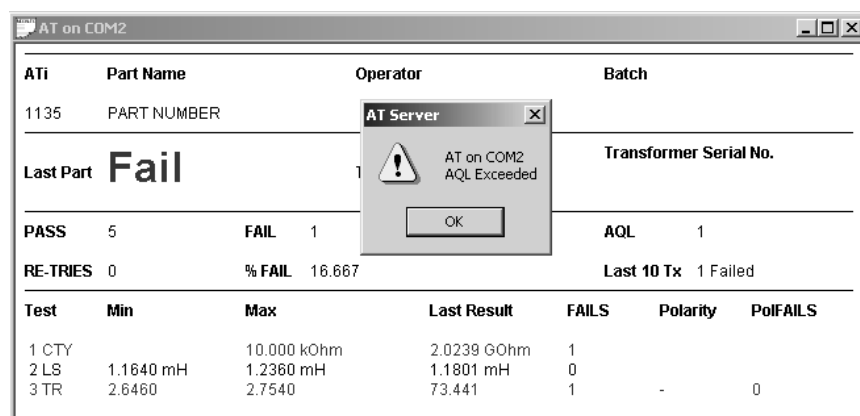 AT on COM2
ATi Part Name Operator Batch
1135 PART NUMBER
AT Server
AT on COM2
AQL Exceeded
OK
Last Part Fail Transformer Serial No.
PASS 5 FAIL 1 AQL 1
RE-TRIES 0 % FAIL 16.667 Last 10 Tx 1 Failed
Test Min Max Last Result FAILS Polarity PolFAILS
1 CTY 10.000 kOhm 2.0239 GOhm 1
2 LS 1.1640 mH 1.2360 mH 1.1801 mH 0
3 TR 2.6460 2.7540 73.441 1 - 0